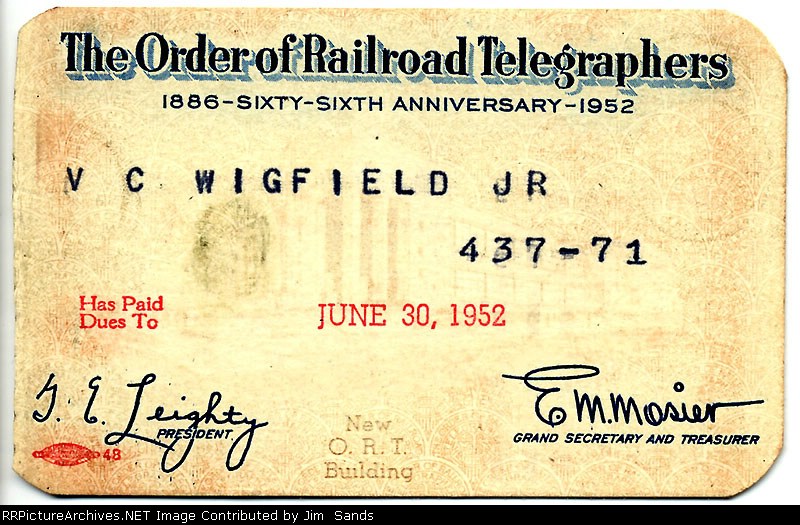 The Order of Railroad Telegraphers
1886-SIXTY-SIXTH ANNIVERSARY-1952
V C WIGFIELD JR
437-71
Has Paid
Dues To
JUNE 30, 1952
G. E. Leighty
PRESIDENT.
E M. Mosier
GRAND SECRETARY AND TREASURER
48
New
O. R. T.
Building
RRPictureArchives.NET Image Contributed by Jim Sands